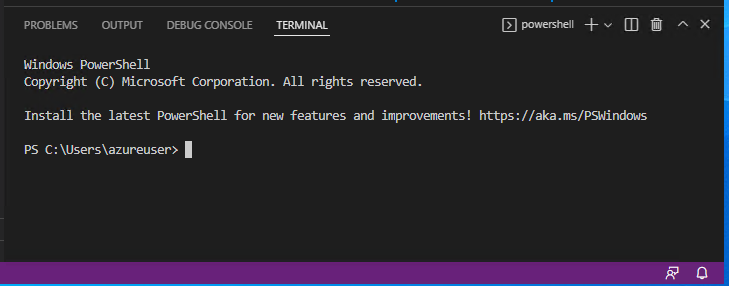 PROBLEMS OUTPUT DEBUG CONSOLE TERMINAL powershell
Windows PowerShell
Copyright (C) Microsoft Corporation. All rights reserved.
Install the latest PowerShell for new features and improvements! https://aka.ms/PSWindows
PS C:\Users\azureuser>